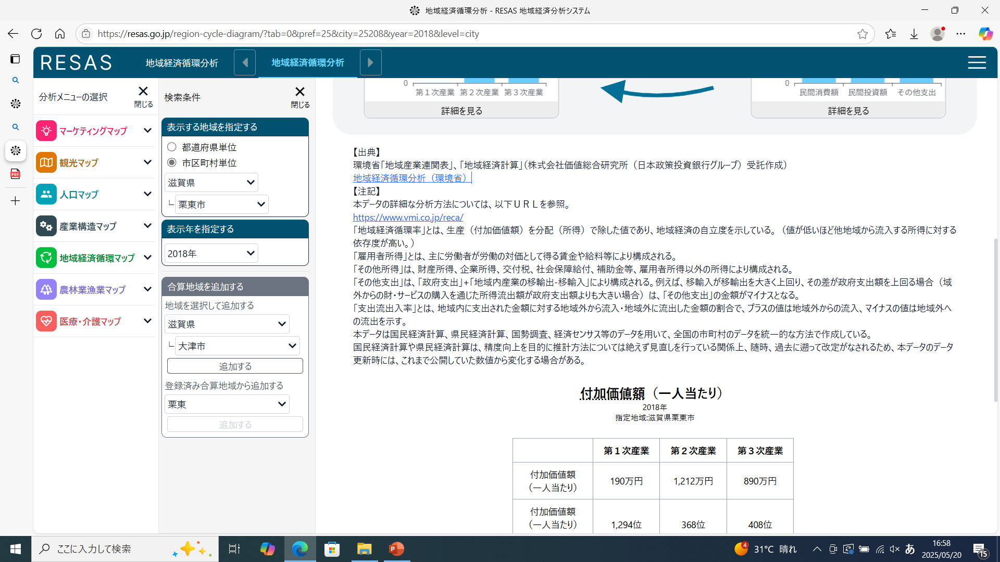 地域経済循環分析 - RESAS 地域経済分析システム
https://resas.go.jp/region-cycle-diagram/?tab=0&pref=25&city=25208&year=2018&level=city
RESAS
地域経済循環分析
地域経済循環分析
分析メニューの選択
閉じる
マーケティングマップ
観光マップ
人口マップ
産業構造マップ
地域経済循環マップ
農林業漁業マップ
医療・介護マップ
検索条件
閉じる
表示する地域を指定する
都道府県単位
市区町村単位
滋賀県
└ 栗東市
表示年を指定する
2018年
合算地域を追加する
地域を選択して追加する
滋賀県
└ 大津市
追加する
登録済み合算地域から追加する
栗東
追加する
0
第１次産業 第２次産業 第３次産業
詳細を見る
0
民間消費額 民間投資額 その他支出
詳細を見る
【出典】
環境省「地域産業連関表」、「地域経済計算」（株式会社価値総合研究所（日本政策投資銀行グループ）受託作成）
地域経済循環分析（環境省）
【注記】
本データの詳細な分析方法については、以下ＵＲＬを参照。
https://www.vmi.co.jp/reca/
「地域経済循環率」とは、生産（付加価値額）を分配（所得）で除した値であり、地域経済の自立度を示している。（値が低いほど他地域から流入する所得に対する
依存度が高い。）
「雇用者所得」とは、主に労働者が労働の対価として得る賃金や給料等により構成される。
「その他所得」は、財産所得、企業所得、交付税、社会保障給付、補助金等、雇用者所得以外の所得により構成される。
「その他支出」は、「政府支出」+「地域内産業の移輸出-移輸入」により構成される。例えば、移輸入が移輸出を大きく上回り、その差が政府支出額を上回る場合（域
外からの財・サービスの購入を通じた所得流出額が政府支出額よりも大きい場合）は、「その他支出」の金額がマイナスとなる。
「支出流出入率」とは、地域内に支出された金額に対する地域外から流入・地域外に流出した金額の割合で、プラスの値は地域外からの流入、マイナスの値は地域外へ
の流出を示す。
本データは国民経済計算、県民経済計算、国勢調査、経済センサス等のデータを用いて、全国の市町村のデータを統一的な方法で作成している。
国民経済計算や県民経済計算は、精度向上を目的に推計方法については絶えず見直しを行っている関係上、随時、過去に遡って改定がなされるため、本データのデータ
更新時には、これまで公開していた数値から変化する場合がある。
付加価値額（一人当たり）
2018年
指定地域:滋賀県栗東市
第１次産業 第２次産業 第３次産業
付加価値額
（一人当たり）
190万円 1,212万円 890万円
付加価値額
（一人当たり）
1,294位 368位 408位
ここに入力して検索
4
31°C 晴れ
あ
16:58
2025/05/20
15
PDF
P